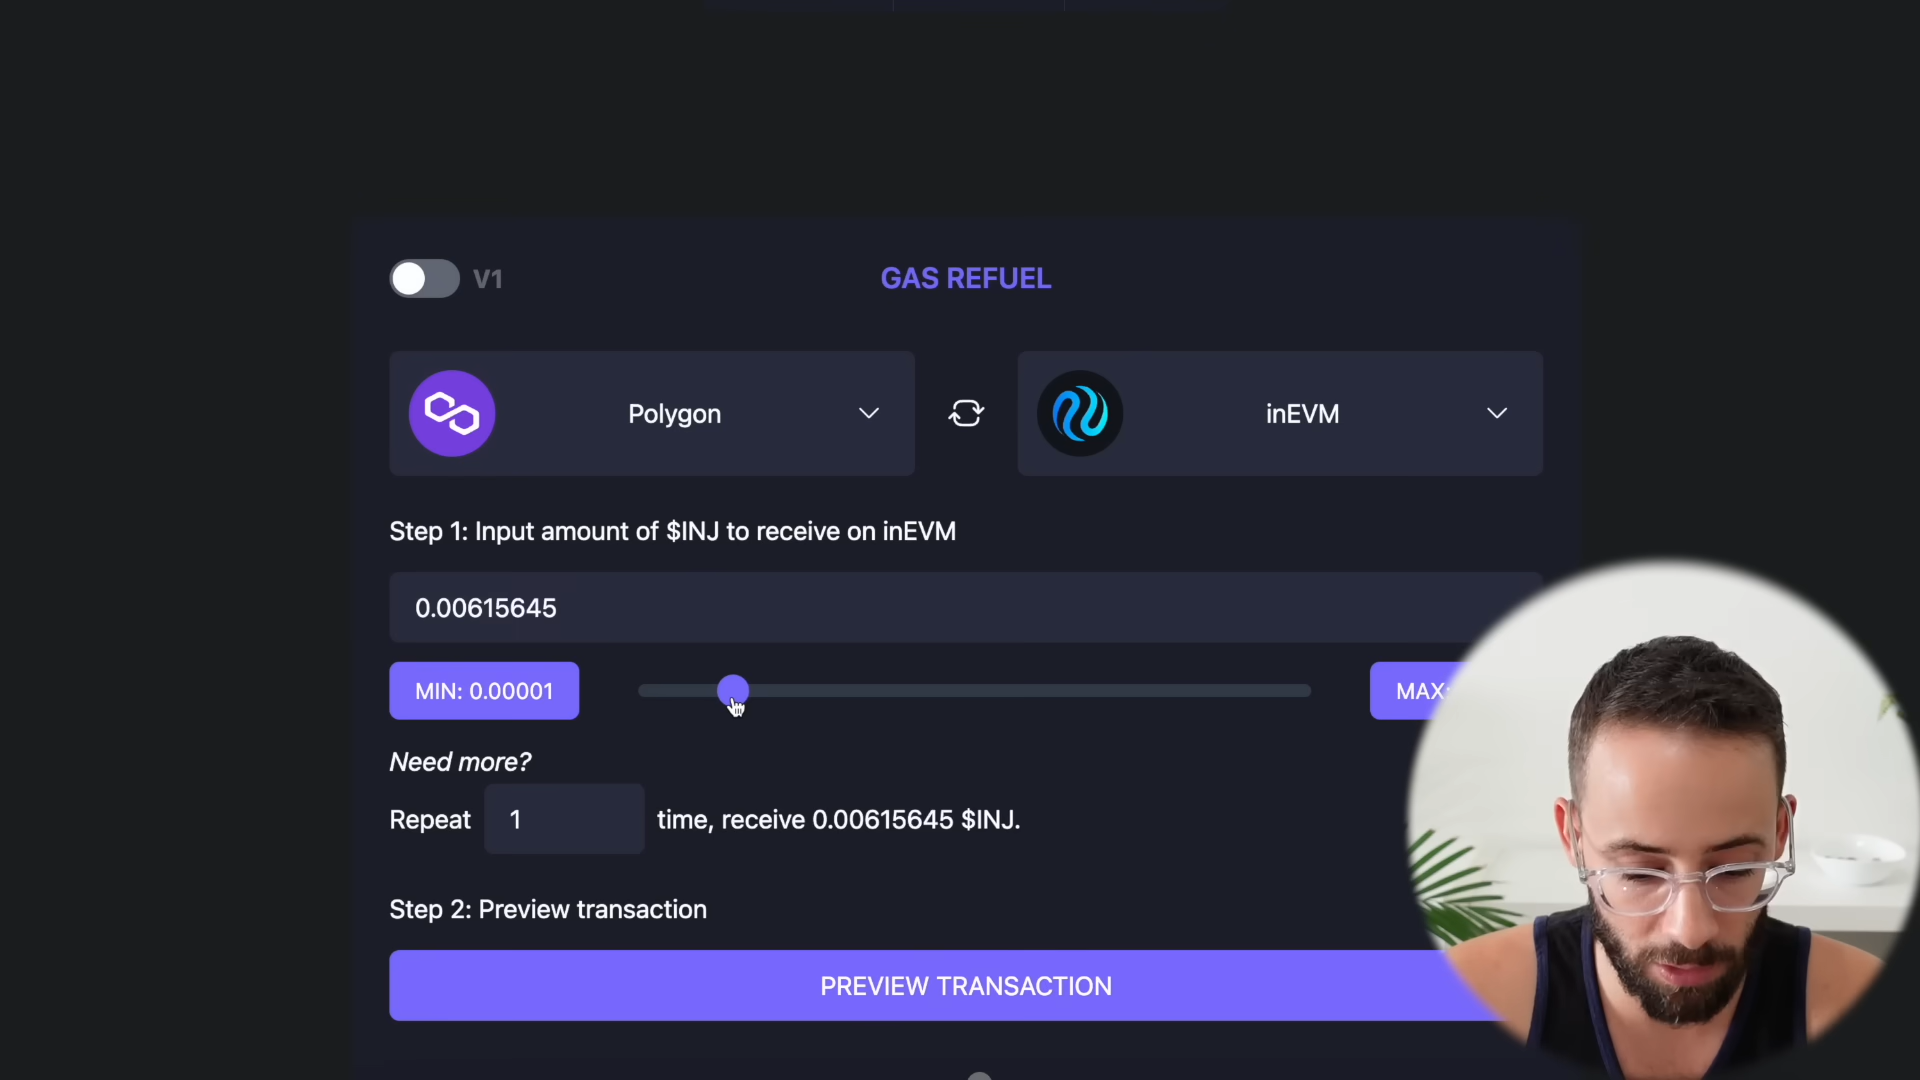 V1
GAS REFUEL
Polygon
inEVM
Step 1: Input amount of $INJ to receive on inEVM
0.00615645
MIN: 0.00001
MAX:
Need more?
Repeat 1 time, receive 0.00615645 $INJ.
Step 2: Preview transaction
PREVIEW TRANSACTION